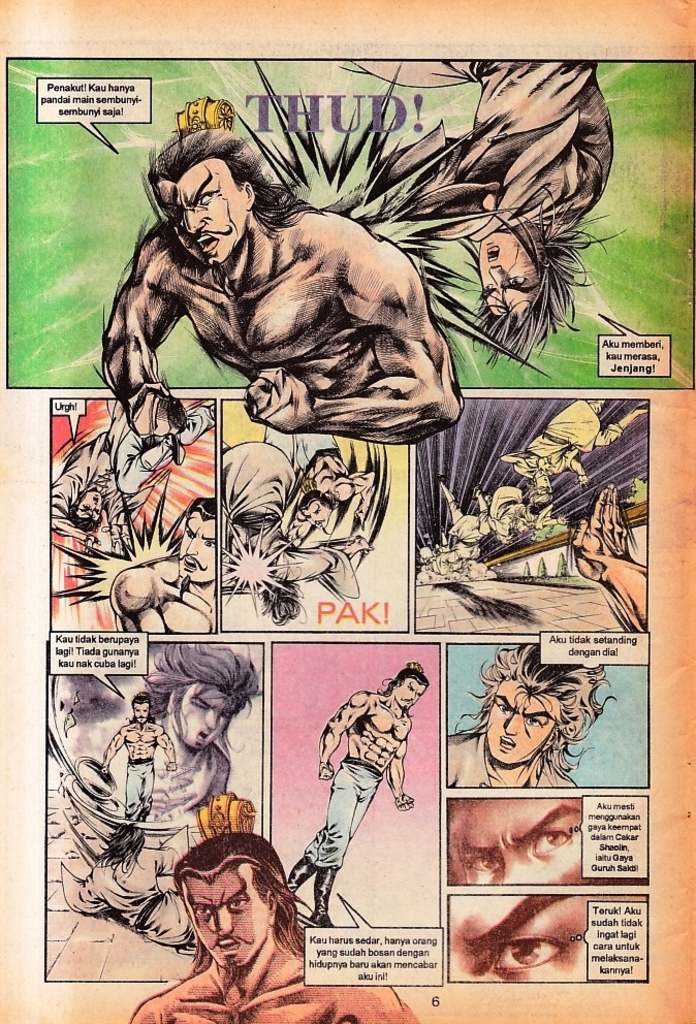 Penakut! Kau hanya
pandai main sembunyi-
sembunyi saja!
THUD!
Aku memberi,
kau merasa,
Jenjang!
Urgh!
PAK!
Kau tidak berupaya
lagi! Tiada gunanya
kau nak cuba lagi!
Aku tidak setanding
dengan dia!
Kau harus sedar, hanya orang
yang sudah bosan dengan
hidupnya baru akan mencabar
aku ini!
Aku mesti
menggunakan
gaya keempat
dalam Cakar
Shaolin,
iaitu Gaya
Guruh Sakti!
Teruk! Aku
sudah tidak
ingat lagi
cara untuk
melaksana-
kannya!
6